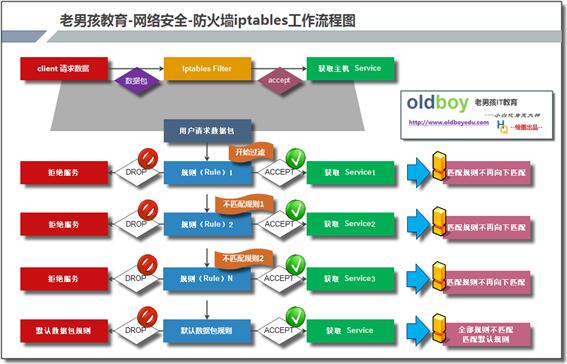 老男孩教育-网络安全-防火墙iptables工作流程图
client 请求数据
数据包
Iptables Filter
accept
获取主机 Service
oldboy 老男孩IT教育
http://www.oldboyedu.com
--绘图出品--
用户请求数据包
开始过滤
拒绝服务
DROP
规则（Rule）1
ACCEPT
获取 Service1
匹配规则不再向下匹配
不匹配规则1
拒绝服务
DROP
规则（Rule）2
ACCEPT
获取 Service2
匹配规则不再向下匹配
不匹配规则2
拒绝服务
DROP
规则（Rule）N
ACCEPT
获取 Service3
匹配规则不再向下匹配
默认数据包规则
DROP
默认数据包规则
ACCEPT
获取 Service
全部规则不匹配
匹配默认规则